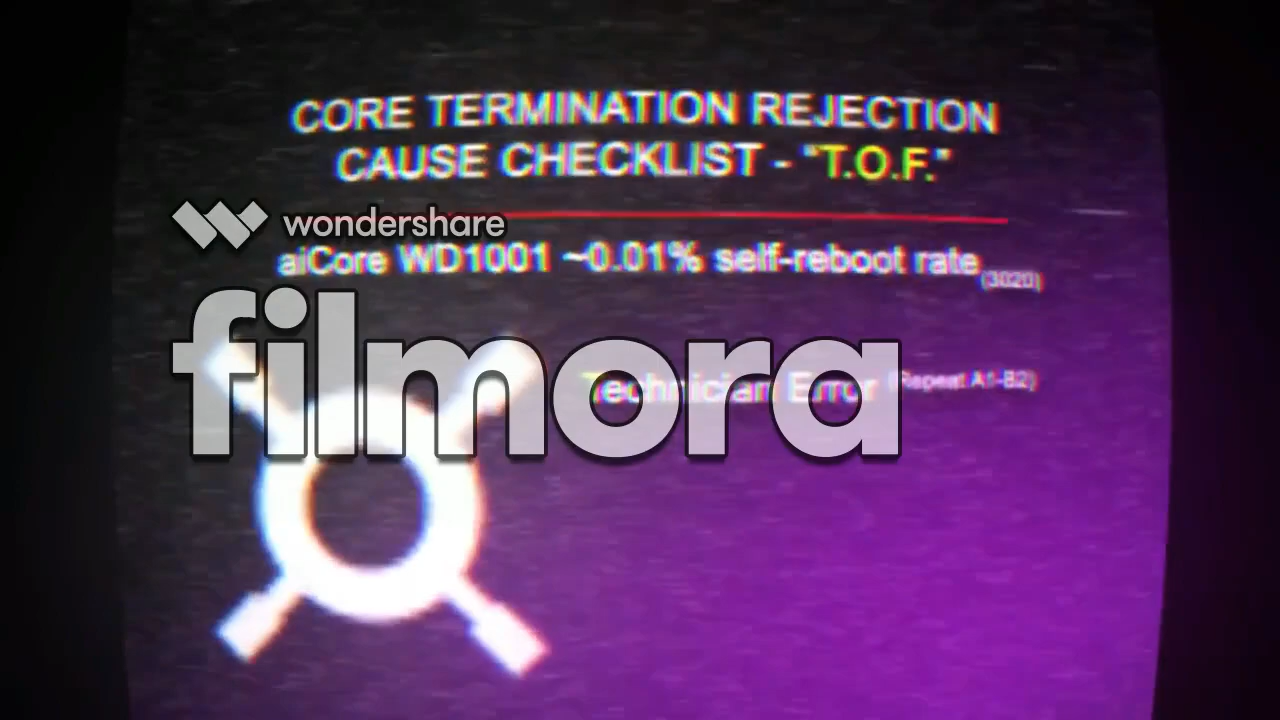 CORE TERMINATION REJECTION
CAUSE CHECKLIST - "T.O.F."
wondershare
aiCore WD1001 ~0.01% self-reboot rate (3020)
filmora
Technician Error (Repeat A1-B2)